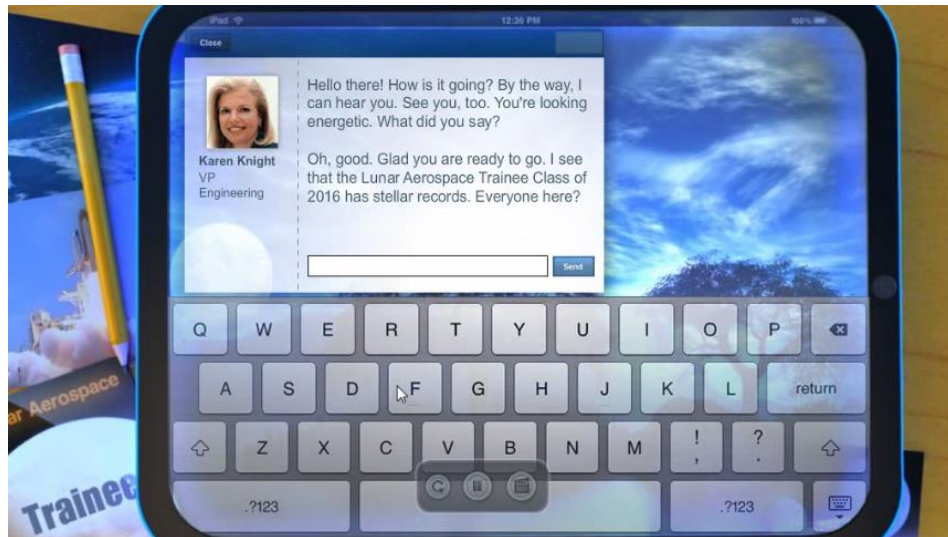 iPad
12:36 PM
100%
Close
Hello there! How is it going? By the way, I
can hear you. See you, too. You're looking
energetic. What did you say?
Karen Knight
VP
Engineering
Oh, good. Glad you are ready to go. I see
that the Lunar Aerospace Trainee Class of
2016 has stellar records. Everyone here?
Send
Q W E R T Y U I O P
A S D F G H J K L return
Z X C V B N M ! , ? .
.?123 .?123
ar Aerospace
Trainee